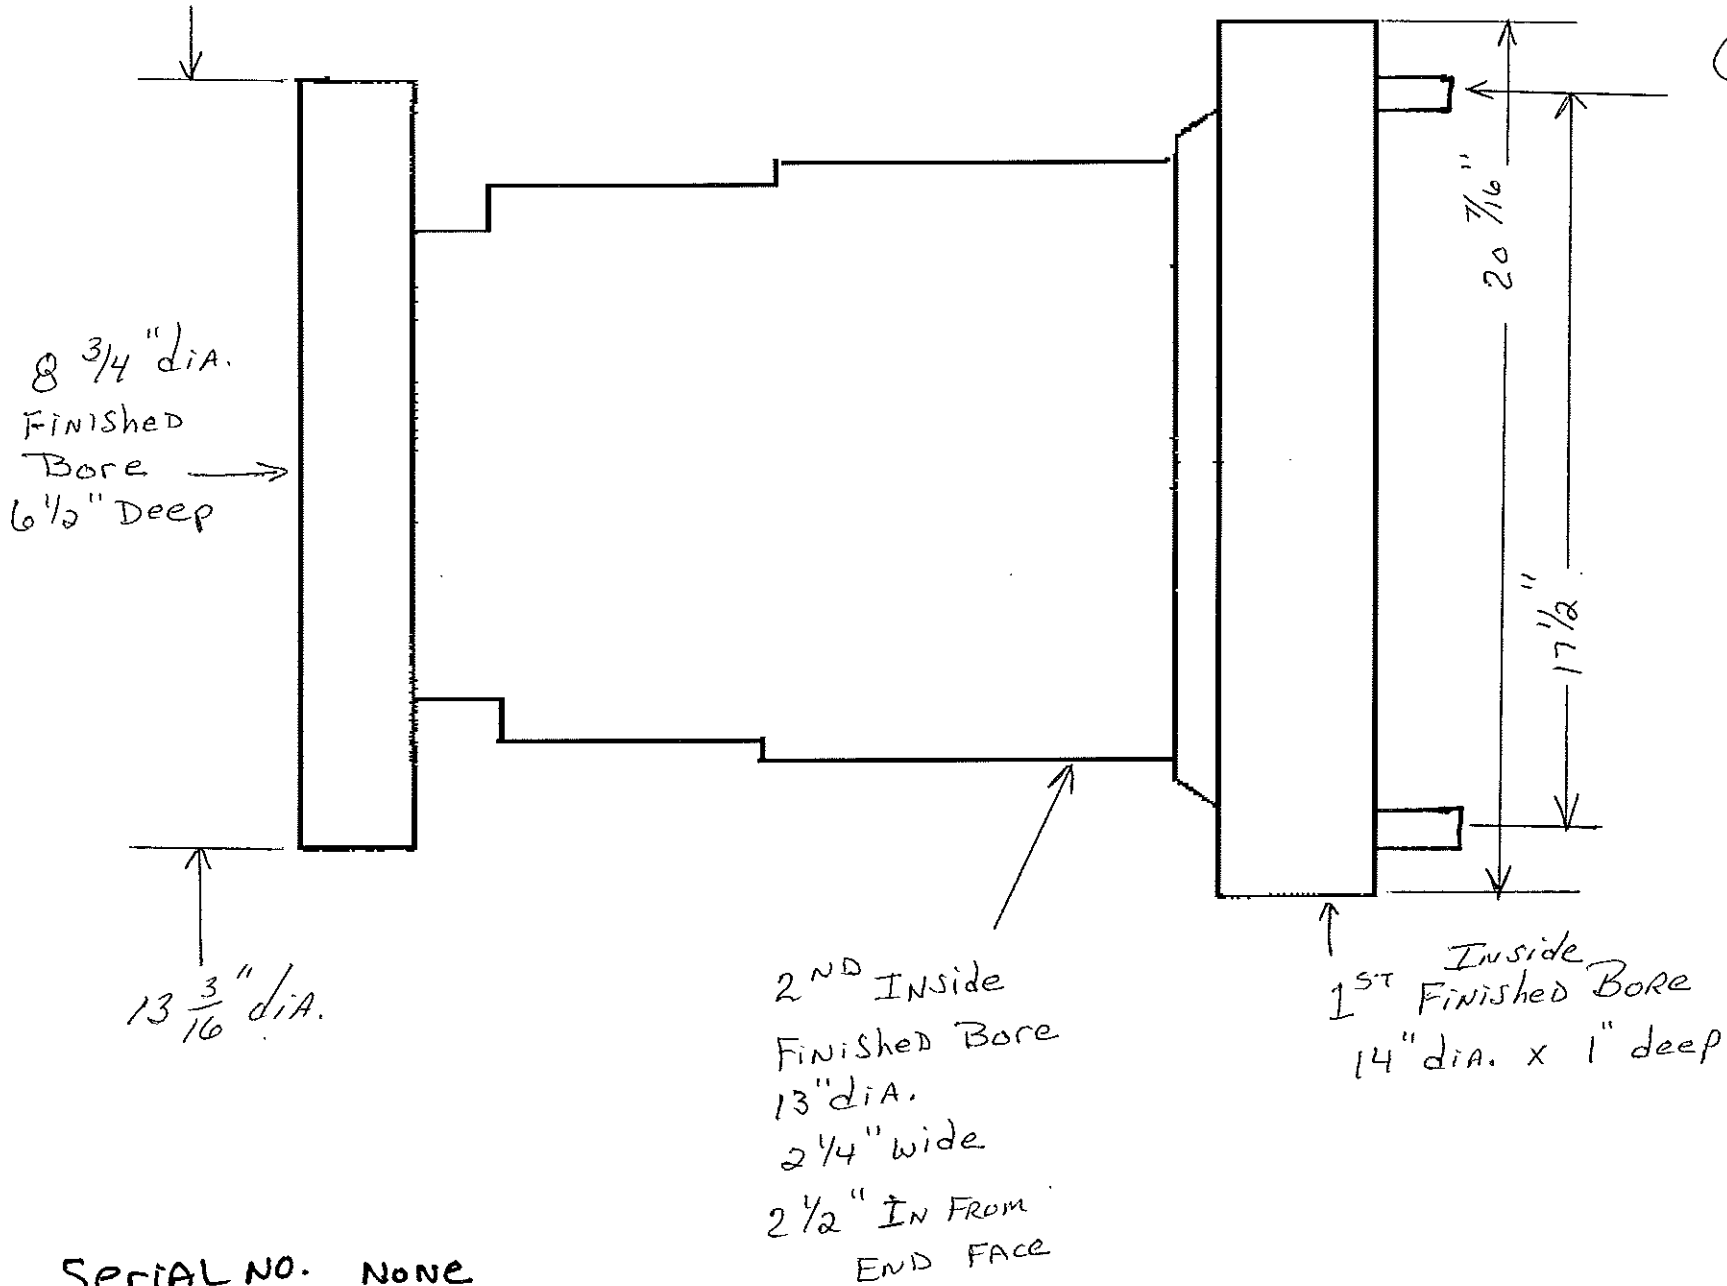 8 3/4" diA.
FiNiSheD
Bore
6 1/2" Deep
13 3/16" diA.
20 7/16"
17 1/2"
2ND INside
FiNiSheD Bore
13" diA.
2 1/4" wide
2 1/2" IN FROM
END FACE
INside
1ST FiNisheD BORe
14" diA. x 1" deep
SeriAL NO. NoNe